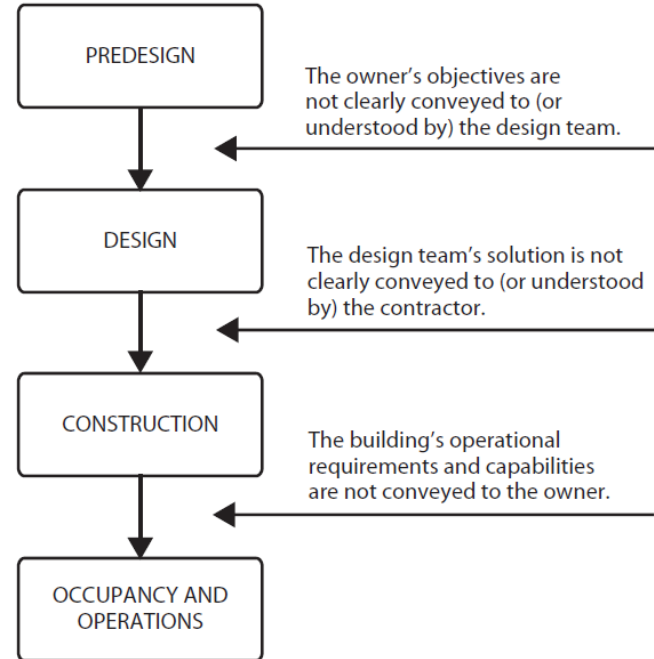 PREDESIGN
The owner’s objectives are
not clearly conveyed to (or
understood by) the design team.
DESIGN
The design team’s solution is not
clearly conveyed to (or understood
by) the contractor.
CONSTRUCTION
The building’s operational
requirements and capabilities
are not conveyed to the owner.
OCCUPANCY AND
OPERATIONS